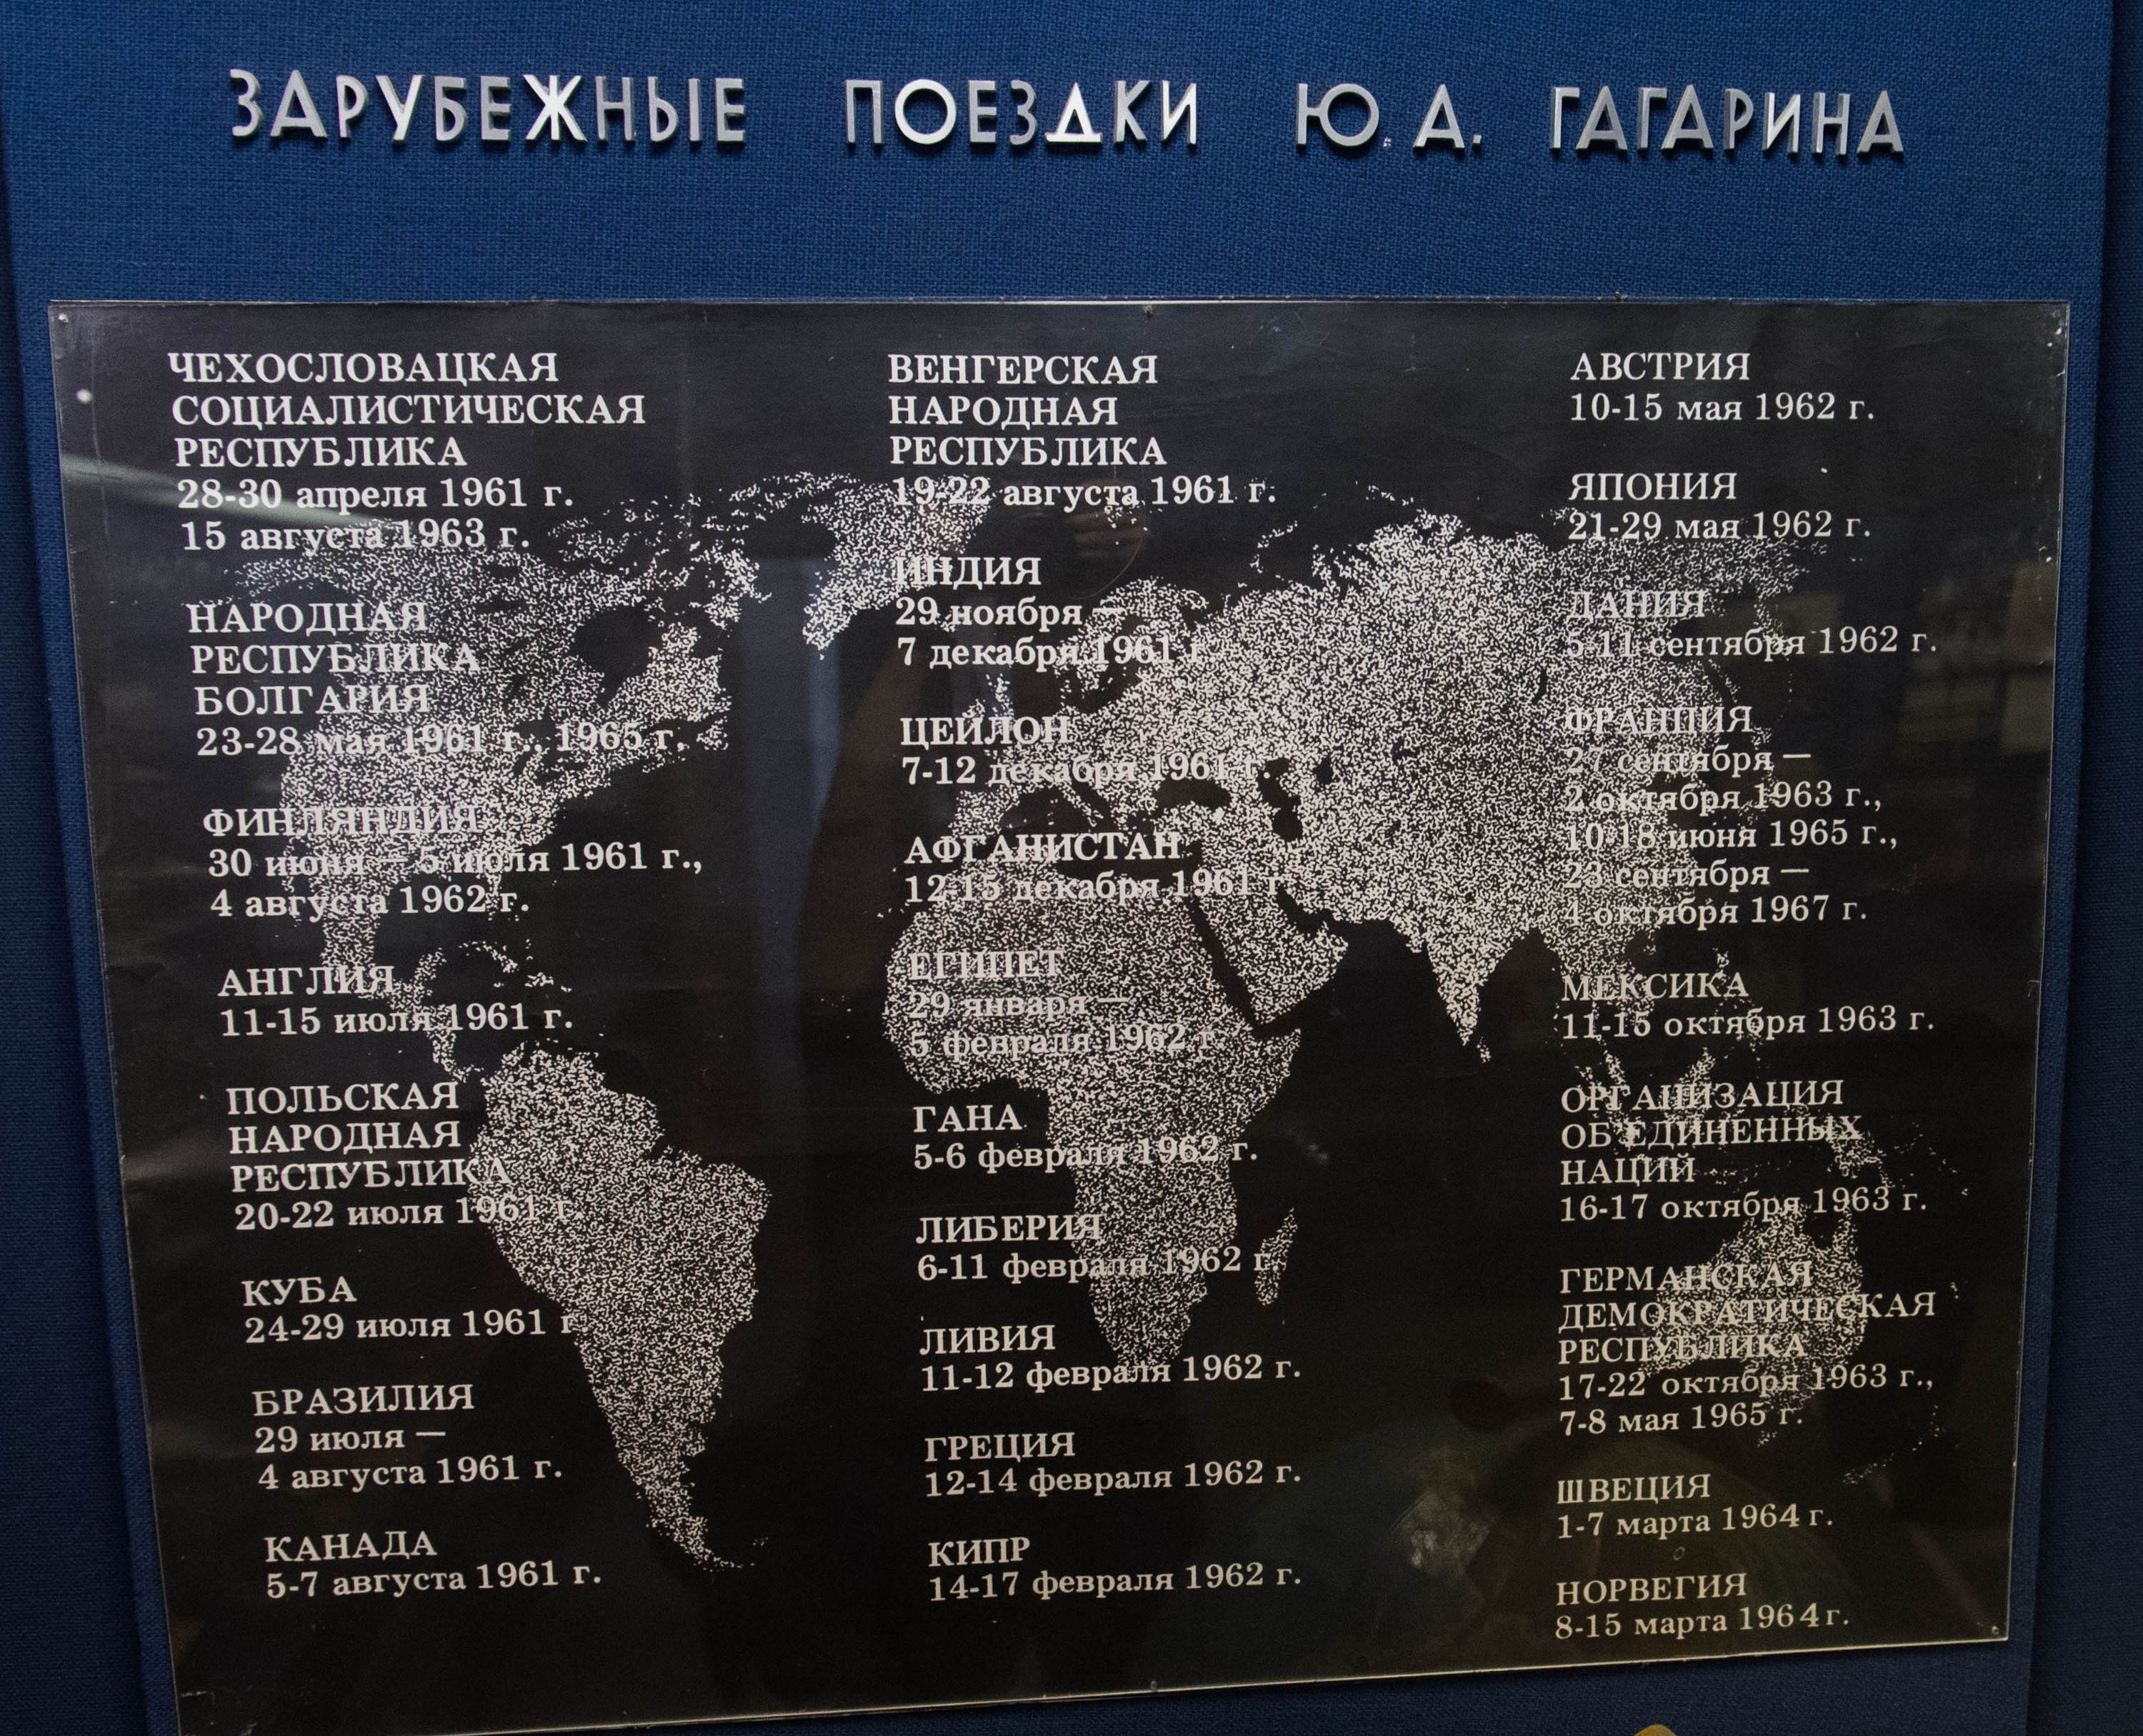 ЗАРУБЕЖНЫЕ ПОЕЗДКИ Ю. А. ГАГАРИНА
ЧЕХОСЛОВАЦКАЯ
СОЦИАЛИСТИЧЕСКАЯ
РЕСПУБЛИКА
28-30 апреля 1961 г.
15 августа 1963 г.
НАРОДНАЯ
РЕСПУБЛИКА
БОЛГАРИЯ
23-28 мая 1961 г., 1965 г.
ФИНЛЯНДИЯ
30 июня — 5 июля 1961 г.,
4 августа 1962 г.
АНГЛИЯ
11-15 июля 1961 г.
ПОЛЬСКАЯ
НАРОДНАЯ
РЕСПУБЛИКА
20-22 июля 1961 г.
КУБА
24-29 июля 1961 г.
БРАЗИЛИЯ
29 июля —
4 августа 1961 г.
КАНАДА
5-7 августа 1961 г.
ВЕНГЕРСКАЯ
НАРОДНАЯ
РЕСПУБЛИКА
19-22 августа 1961 г.
ИНДИЯ
29 ноября —
7 декабря 1961 г.
ЦЕЙЛОН
7-12 декабря 1961 г.
АФГАНИСТАН
12-15 декабря 1961 г.
ЕГИПЕТ
29 января —
5 февраля 1962 г.
ГАНА
5-6 февраля 1962 г.
ЛИБЕРИЯ
6-11 февраля 1962 г.
ЛИВИЯ
11-12 февраля 1962 г.
ГРЕЦИЯ
12-14 февраля 1962 г.
КИПР
14-17 февраля 1962 г.
АВСТРИЯ
10-15 мая 1962 г.
ЯПОНИЯ
21-29 мая 1962 г.
ДАНИЯ
5-11 сентября 1962 г.
ФРАНЦИЯ
27 сентября —
2 октября 1963 г.,
10-18 июня 1965 г.,
23 сентября —
4 октября 1967 г.
МЕКСИКА
11-15 октября 1963 г.
ОРГАНИЗАЦИЯ
ОБ'ЕДИНЕННЫХ
НАЦИЙ
16-17 октября 1963 г.
ГЕРМАНСКАЯ
ДЕМОКРАТИЧЕСКАЯ
РЕСПУБЛИКА
17-22 октября 1963 г.,
7-8 мая 1965 г.
ШВЕЦИЯ
1-7 марта 1964 г.
НОРВЕГИЯ
8-15 марта 1964 г.